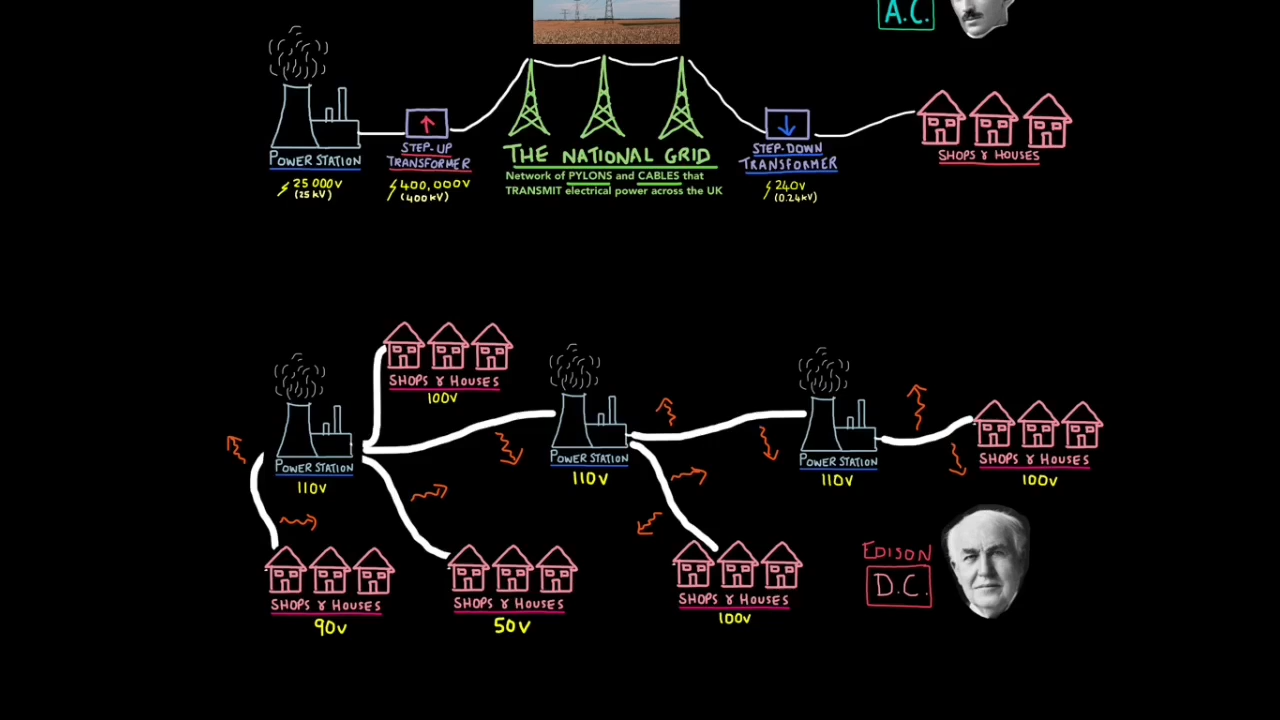 A.C.
POWER STATION
⚡25000V
(25 kV)
STEP-UP
TRANSFORMER
⚡400,000V
(400kV)
THE NATIONAL GRID
Network of PYLONS and CABLES that
TRANSMIT electrical power across the UK
STEP-DOWN
TRANSFORMER
⚡240V
(0.24kV)
SHOPS & HOUSES
SHOPS & HOUSES
100V
POWER STATION
110V
POWER STATION
110V
POWER STATION
110V
SHOPS & HOUSES
100V
SHOPS & HOUSES
90V
SHOPS & HOUSES
50V
SHOPS & HOUSES
100V
EDISON
D.C.